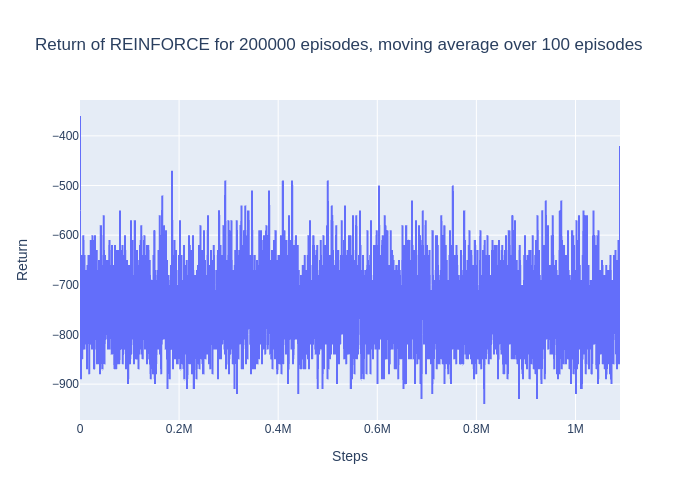 Return of REINFORCE for 200000 episodes, moving average over 100 episodes
−400
−500
−600
−700
−800
−900
Return
0
0.2M
0.4M
0.6M
0.8M
1M
Steps